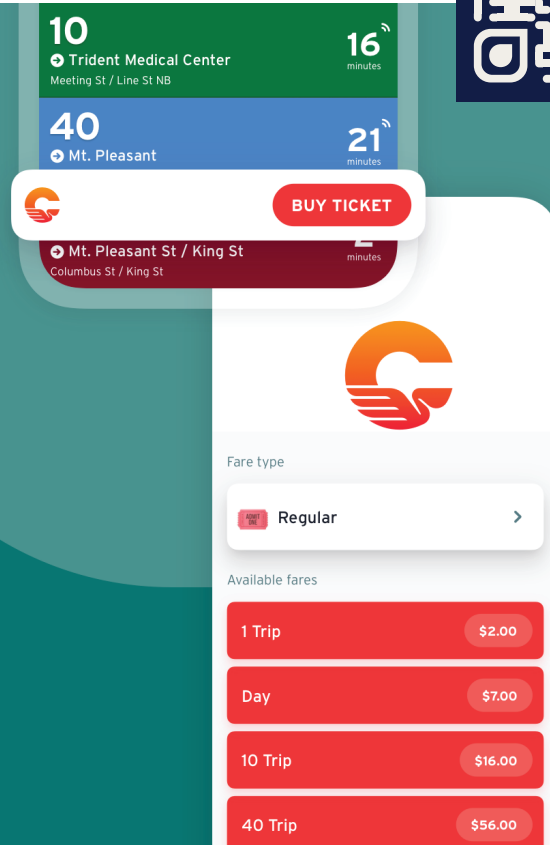 10
Trident Medical Center
Meeting St / Line St NB
16
minutes
40
Mt. Pleasant
21
minutes
BUY TICKET
Mt. Pleasant St / King St
Columbus St / King St
minutes
Fare type
ADMIT ONE
Regular
Available fares
1 Trip
$2.00
Day
$7.00
10 Trip
$16.00
40 Trip
$56.00